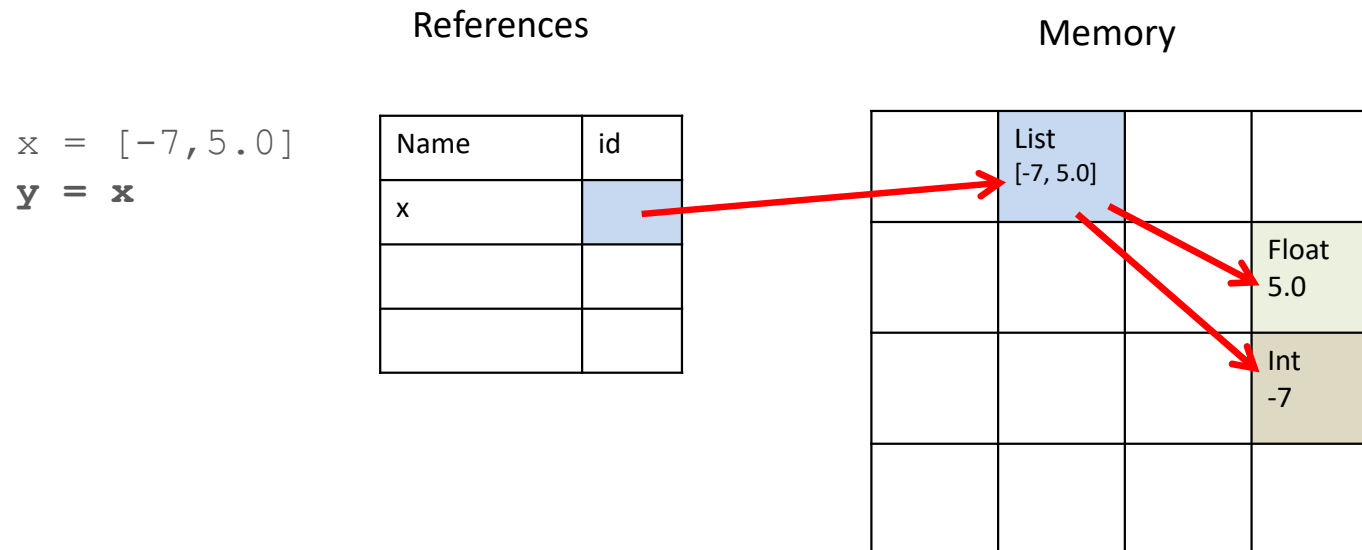 References
Memory
x = [-7,5.0]
y = x
Name id
x
List
[-7, 5.0]
Float
5.0
Int
-7